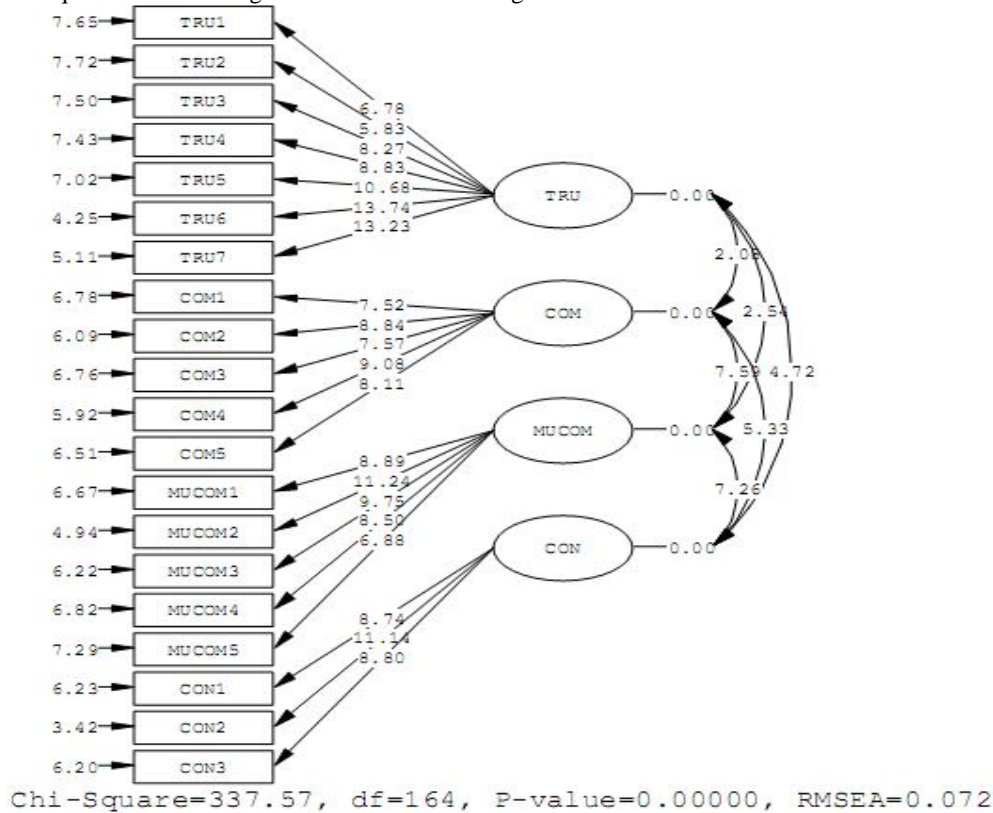 7.65 TRU1
7.72 TRU2
7.50 TRU3
7.43 TRU4
7.02 TRU5
4.25 TRU6
5.11 TRU7
6.78 COM1
6.09 COM2
6.76 COM3
5.92 COM4
6.51 COM5
6.67 MUCOM1
4.94 MUCOM2
6.22 MUCOM3
6.82 MUCOM4
7.29 MUCOM5
6.23 CON1
3.42 CON2
6.20 CON3
6.78
5.83
8.27
8.83
10.68
13.74
13.23
7.52
8.84
7.57
9.08
8.11
8.89
11.24
9.75
8.50
6.88
8.74
11.14
8.80
TRU 0.00
COM 0.00
MUCOM 0.00
CON 0.00
2.54
7.59 4.72
5.33
7.26
Chi-Square=337.57, df=164, P-value=0.00000, RMSEA=0.072